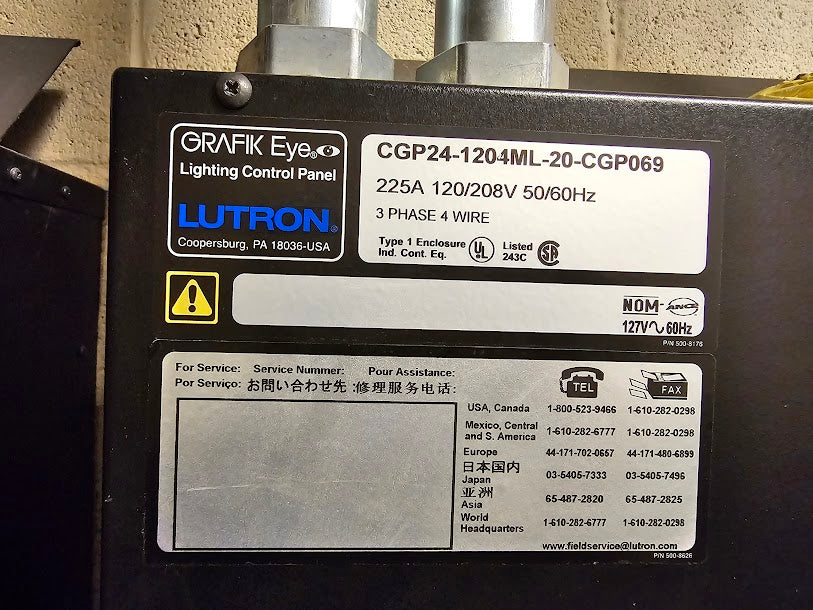 GRAFIK Eye®
Lighting Control Panel
LUTRON®
Coopersburg, PA 18036-USA
CGP24-1204ML-20-CGP069
225A 120/208V 50/60Hz
3 PHASE 4 WIRE
Type 1 Enclosure
Ind. Cont. Eq.
UL
Listed
243C
SA
NOM-ANCE
127V～60Hz
P/N 500-8176
For Service: Service Nummer: Pour Assistance:
Por Serviço: お問い合わせ先 :修理服务电话:
TEL FAX
USA, Canada 1-800-523-9466 1-610-282-0298
Mexico, Central
and S. America 1-610-282-6777 1-610-282-0298
Europe 44-171-702-0657 44-171-480-6899
日本国内
Japan 03-5405-7333 03-5405-7496
亚洲
Asia 65-487-2820 65-487-2825
World
Headquarters 1-610-282-6777 1-610-282-0298
www.fieldservice@lutron.com
P/N 500-8626